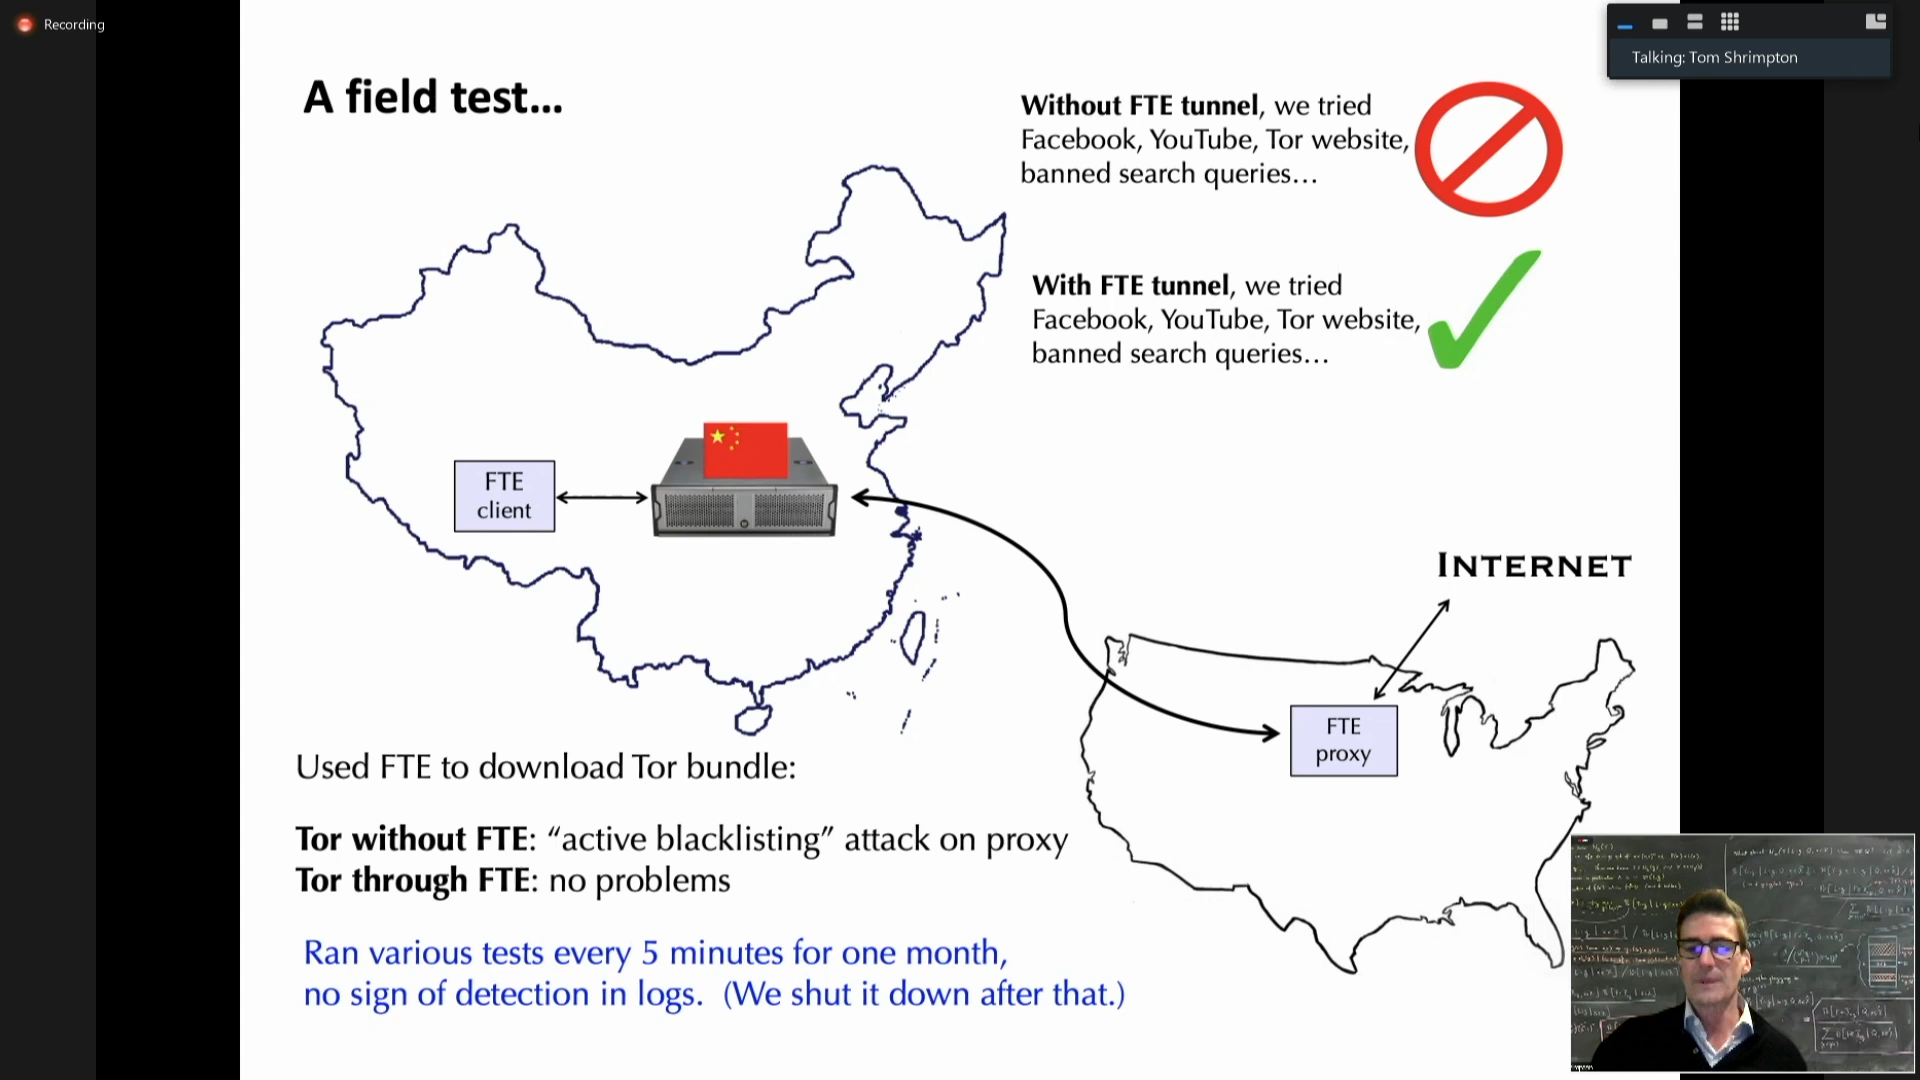 Recording
Talking: Tom Shrimpton
A field test...
Without FTE tunnel, we tried
Facebook, YouTube, Tor website,
banned search queries…
With FTE tunnel, we tried
Facebook, YouTube, Tor website,
banned search queries…
FTE
client
INTERNET
FTE
proxy
Used FTE to download Tor bundle:
Tor without FTE: “active blacklisting” attack on proxy
Tor through FTE: no problems
Ran various tests every 5 minutes for one month,
no sign of detection in logs. (We shut it down after that.)